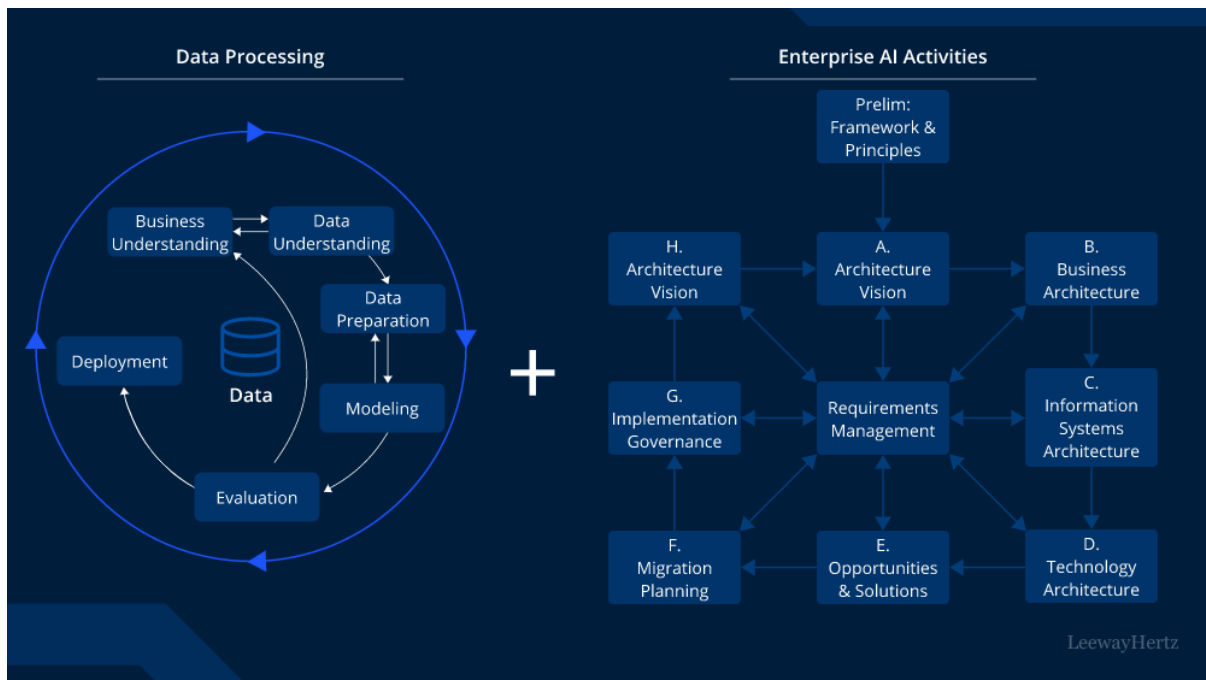 Data Processing
Business
Understanding
Data
Understanding
Data
Preparation
Deployment
Data
Modeling
Evaluation
Enterprise AI Activities
Prelim:
Framework &
Principles
H.
Architecture
Vision
A.
Architecture
Vision
B.
Business
Architecture
G.
Implementation
Governance
Requirements
Management
C.
Information
Systems
Architecture
F.
Migration
Planning
E.
Opportunities
& Solutions
D.
Technology
Architecture
LeewayHertz